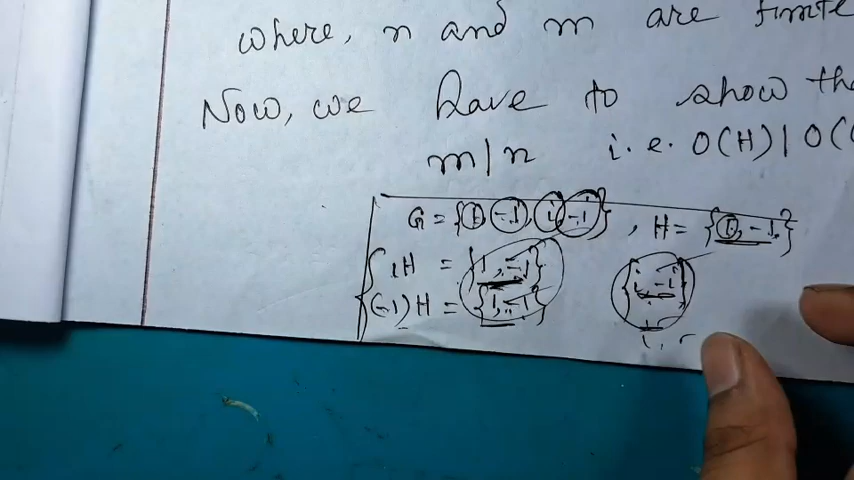 where, n and m are finite
Now, we have to show tha
m|n i.e. O(H)|O(G
G = {1, -1, i, -i}, H = {1, -1}
1H = {1, -1}
{i, -i}
(-1)H = {1, -1}